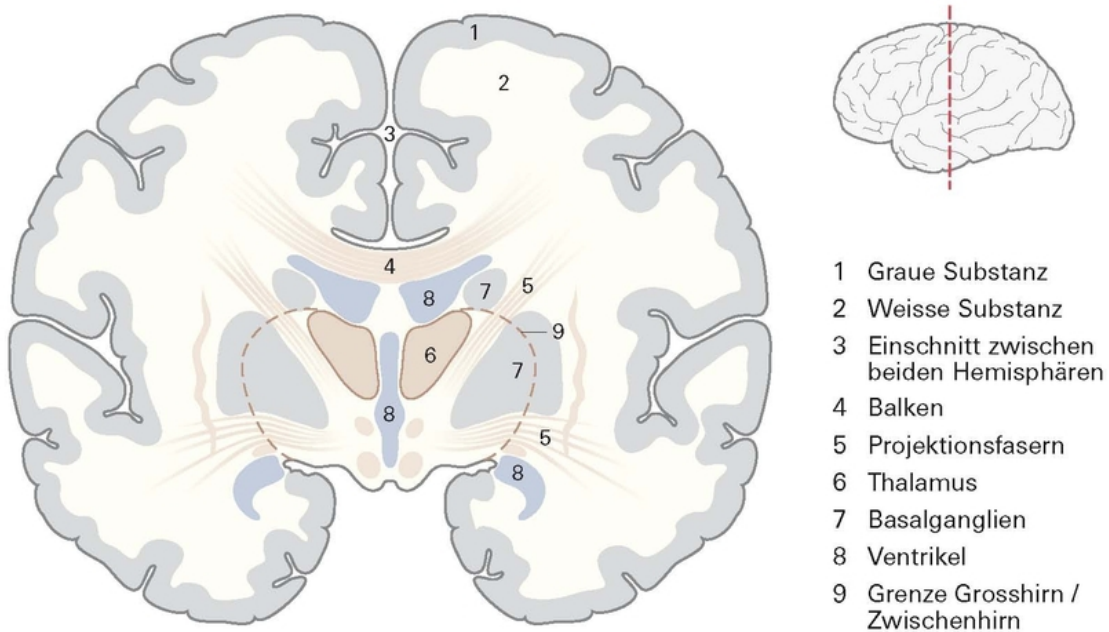 1
2
3
4
5
8
7
9
6
7
8
5
8
1 Graue Substanz
2 Weisse Substanz
3 Einschnitt zwischen
beiden Hemisphären
4 Balken
5 Projektionsfasern
6 Thalamus
7 Basalganglien
8 Ventrikel
9 Grenze Grosshirn /
Zwischenhirn